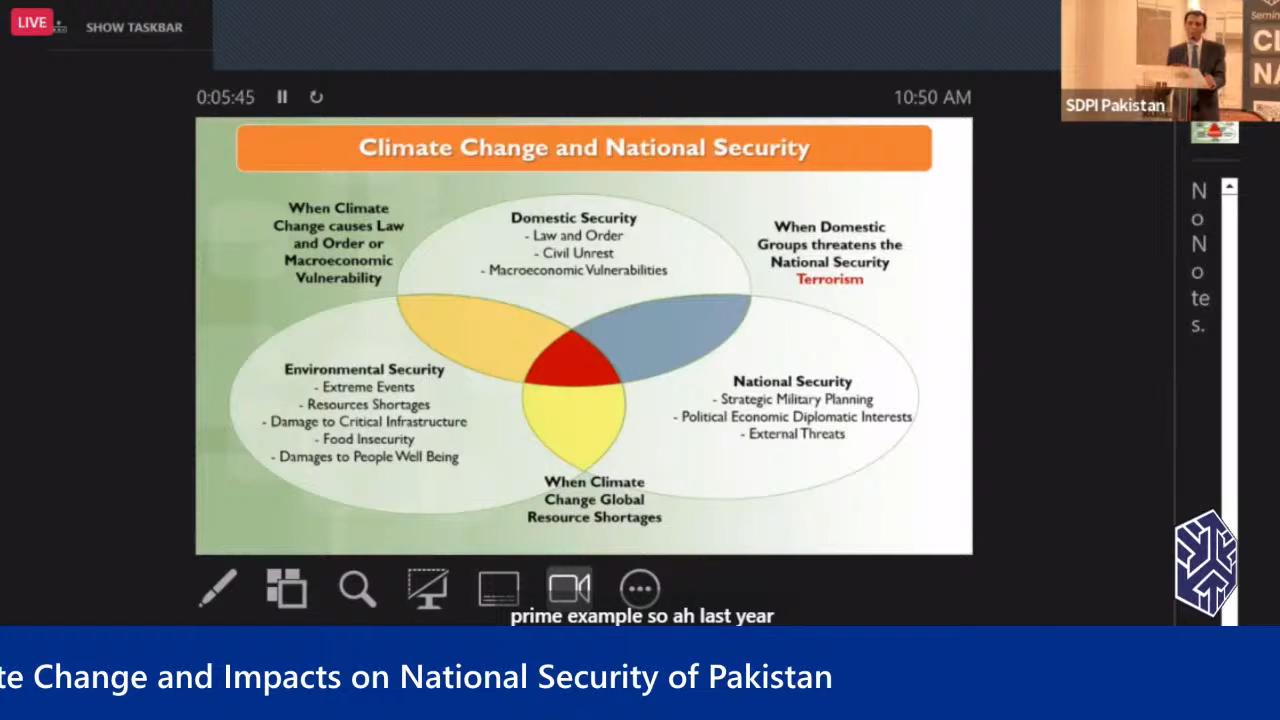 LIVE
SHOW TASKBAR
0:05:45
10:50 AM
Semin
CI
NA
SDPI Pakistan
Climate Change and National Security
When Climate
Change causes Law
and Order or
Macroeconomic
Vulnerability
Domestic Security
- Law and Order
- Civil Unrest
- Macroeconomic Vulnerabilities
When Domestic
Groups threatens the
National Security
Terrorism
Environmental Security
- Extreme Events
- Resources Shortages
- Damage to Critical Infrastructure
- Food Insecurity
- Damages to People Well Being
National Security
- Strategic Military Planning
- Political Economic Diplomatic Interests
- External Threats
When Climate
Change Global
Resource Shortages
N
o
N
o
te
s.
prime example so ah last year
te Change and Impacts on National Security of Pakistan